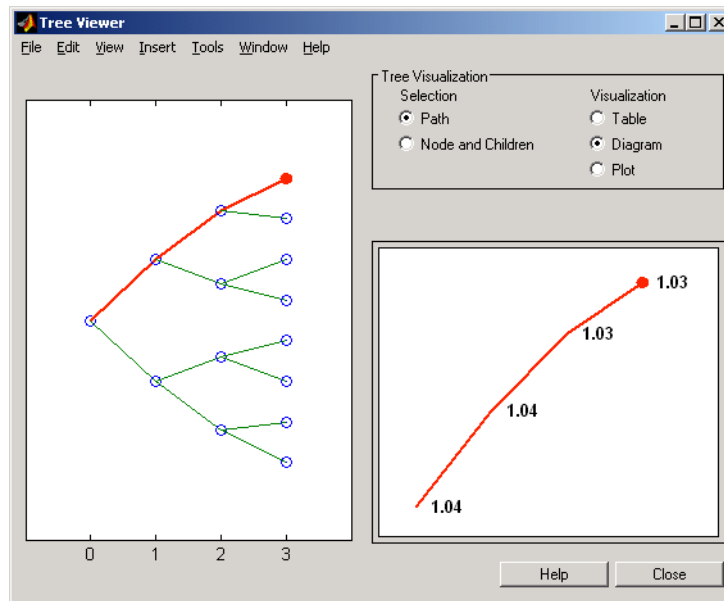 Tree Viewer
File Edit View Insert Tools Window Help
Tree Visualization
Selection
Visualization
Path
Table
Node and Children
Diagram
Plot
1.03
1.03
1.04
1.04
0 1 2 3
Help
Close